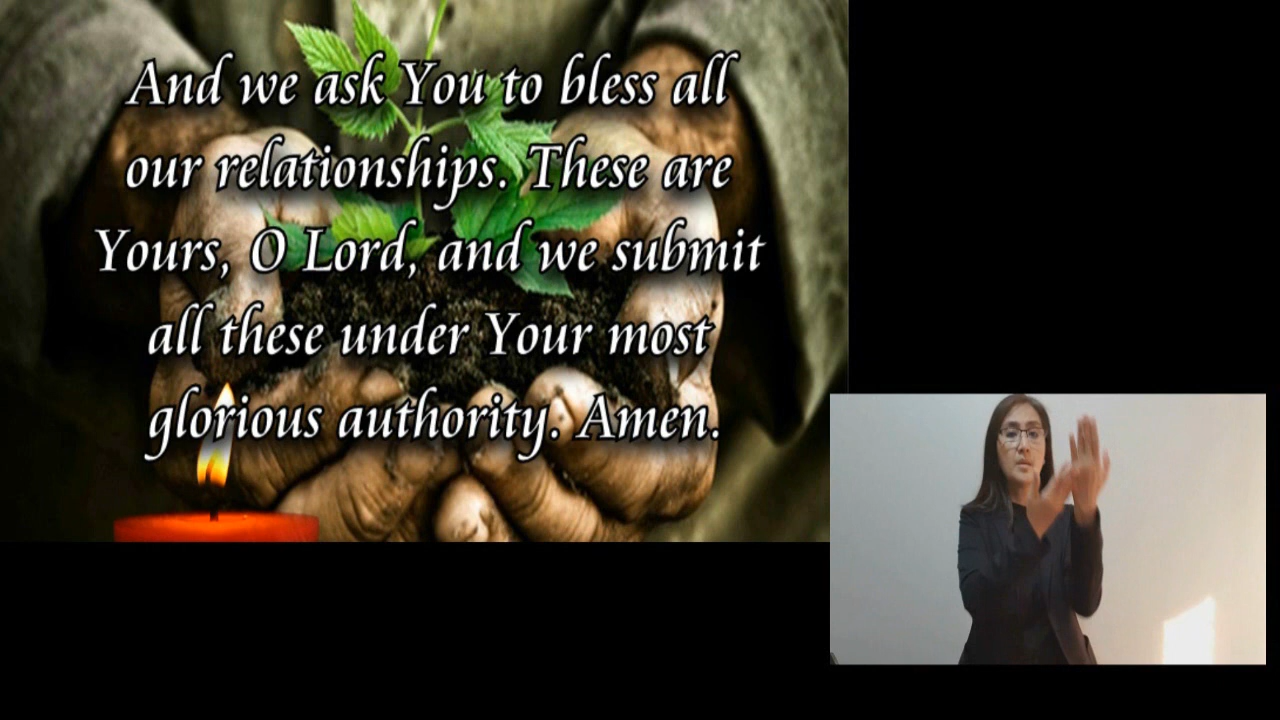 And we ask You to bless all
our relationships. These are
Yours, O Lord, and we submit
all these under Your most
glorious authority. Amen.